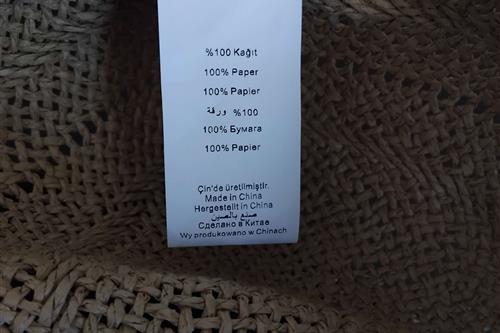 %100 Kağıt
100% Paper
100% Papier
%100 ورقة
100% Бумага
100% Papier
Çin'de üretilmiştir.
Made in China
Hergestellt in China
صنع بالصين
Сделано в Китае
Wy produkowano w Chinach